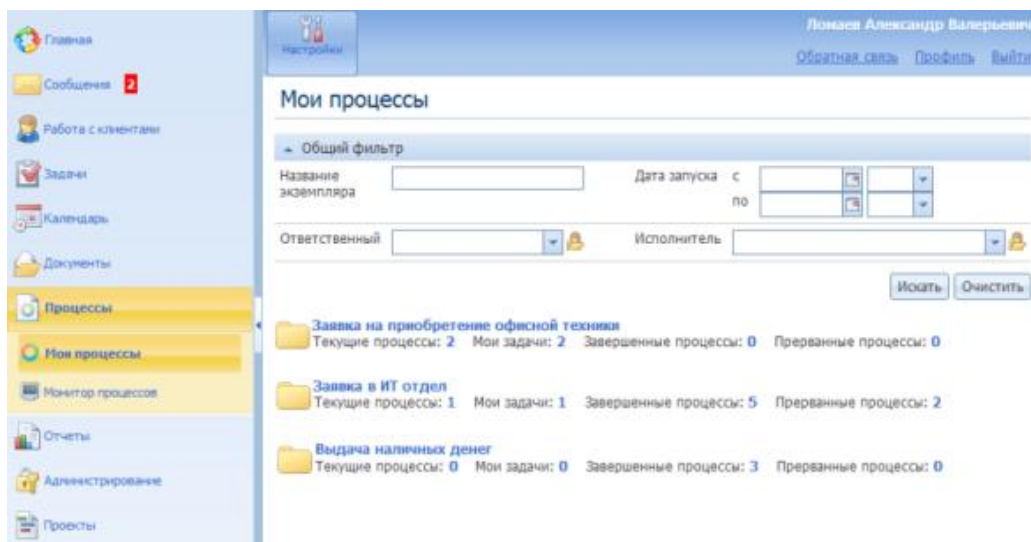 Главная
Сообщения 2
Работа с клиентами
Задачи
Календарь
Документы
Процессы
Мои процессы
Монитор процессов
Отчеты
Администрирование
Проекты
Настройки
Ломаев Александр Валерьевич
Обратная связь Профиль Выйти
Мои процессы
Общий фильтр
Название экземпляра
Дата запуска с
по
Ответственный
Исполнитель
Искать Очистить
Заявка на приобретение офисной техники
Текущие процессы: 2 Мои задачи: 2 Завершенные процессы: 0 Прерванные процессы: 0
Заявка в ИТ отдел
Текущие процессы: 1 Мои задачи: 1 Завершенные процессы: 5 Прерванные процессы: 2
Выдача наличных денег
Текущие процессы: 0 Мои задачи: 0 Завершенные процессы: 3 Прерванные процессы: 0